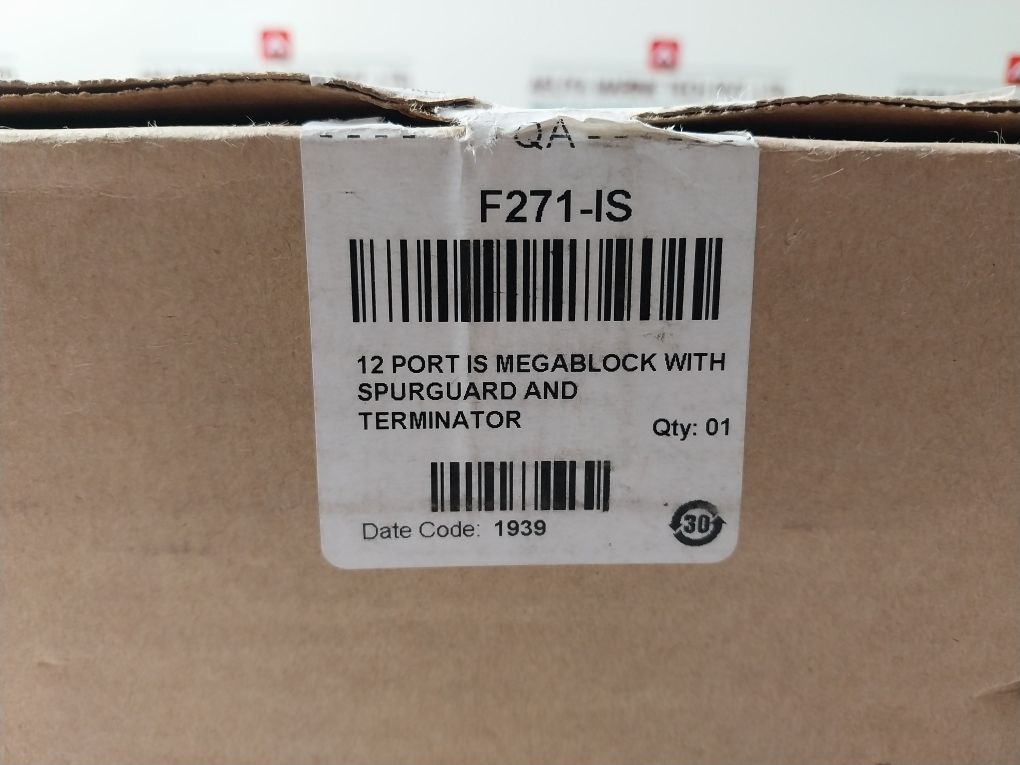 QA
F271-IS
12 PORT IS MEGABLOCK WITH
SPURGUARD AND
TERMINATOR
Qty: 01
Date Code: 1939
30